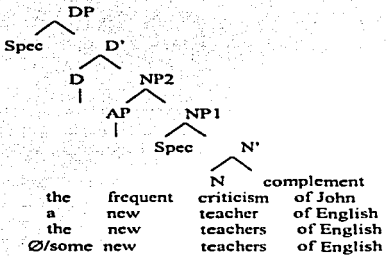 DP
Spec D'
D NP2
AP NP1
Spec N'
N complement
the frequent criticism of John
a new teacher of English
the new teachers of English
Ø/some new teachers of English